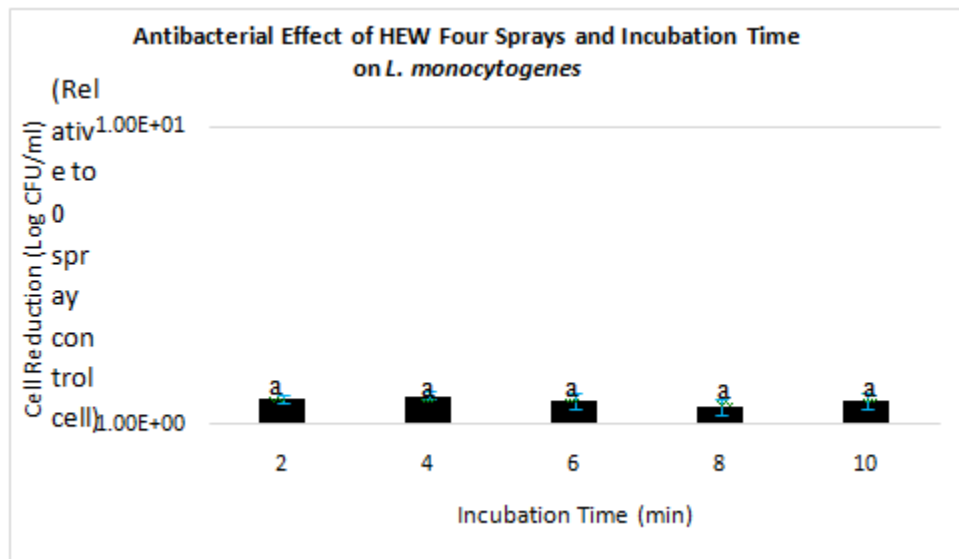 Antibacterial Effect of HEW Four Sprays and Incubation Time
on L. monocytogenes
Cell Reduction (Log CFU/ml)
(Rel
ativ
e to
0
spr
ay
con
trol
cell)
1.00E+01
1.00E+00
a
a
a
a
a
2
4
6
8
10
Incubation Time (min)